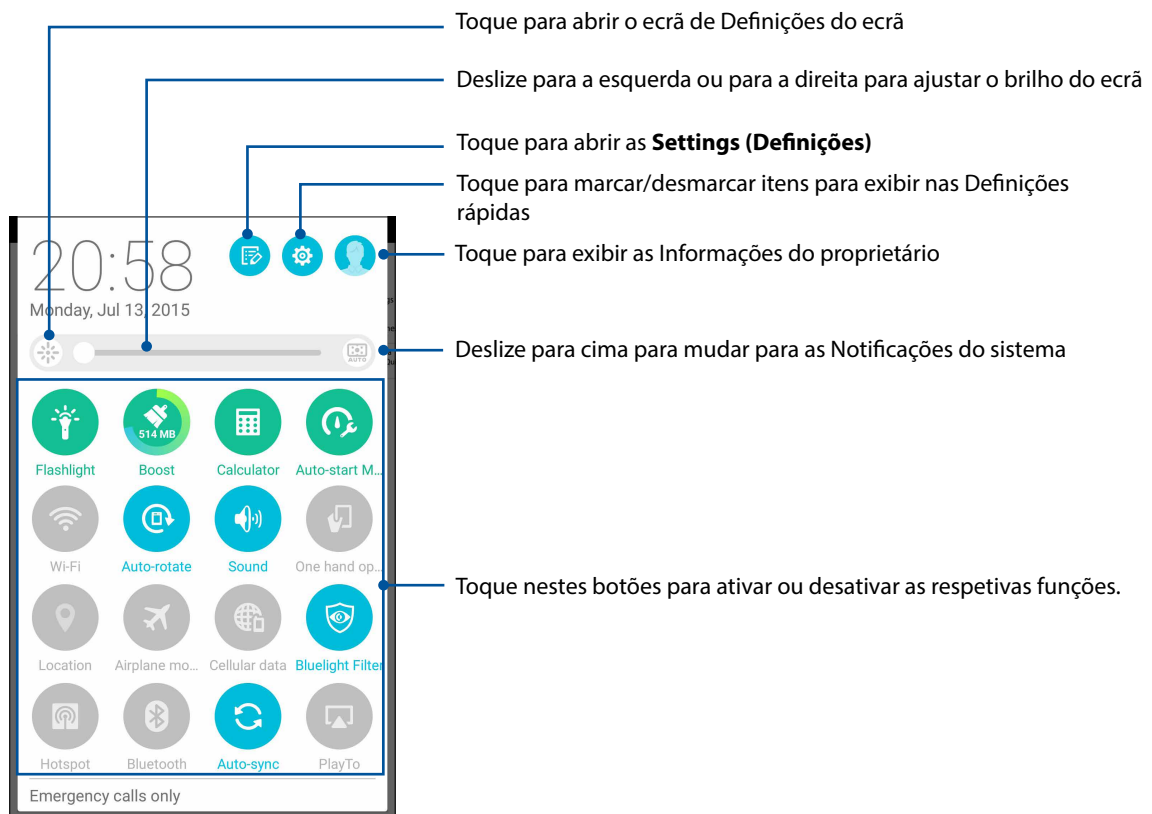 Toque para abrir o ecrã de Definições do ecrã
Deslize para a esquerda ou para a direita para ajustar o brilho do ecrã
Toque para abrir as Settings (Definições)
Toque para marcar/desmarcar itens para exibir nas Definições
rápidas
Toque para exibir as Informações do proprietário
Deslize para cima para mudar para as Notificações do sistema
Toque nestes botões para ativar ou desativar as respetivas funções.
20:58
Monday, Jul 13, 2015
AUTO
514 MB
Flashlight Boost Calculator Auto-start M...
Wi-Fi Auto-rotate Sound One hand op...
Location Airplane mo... Cellular data Bluelight Filter
Hotspot Bluetooth Auto-sync PlayTo
Emergency calls only